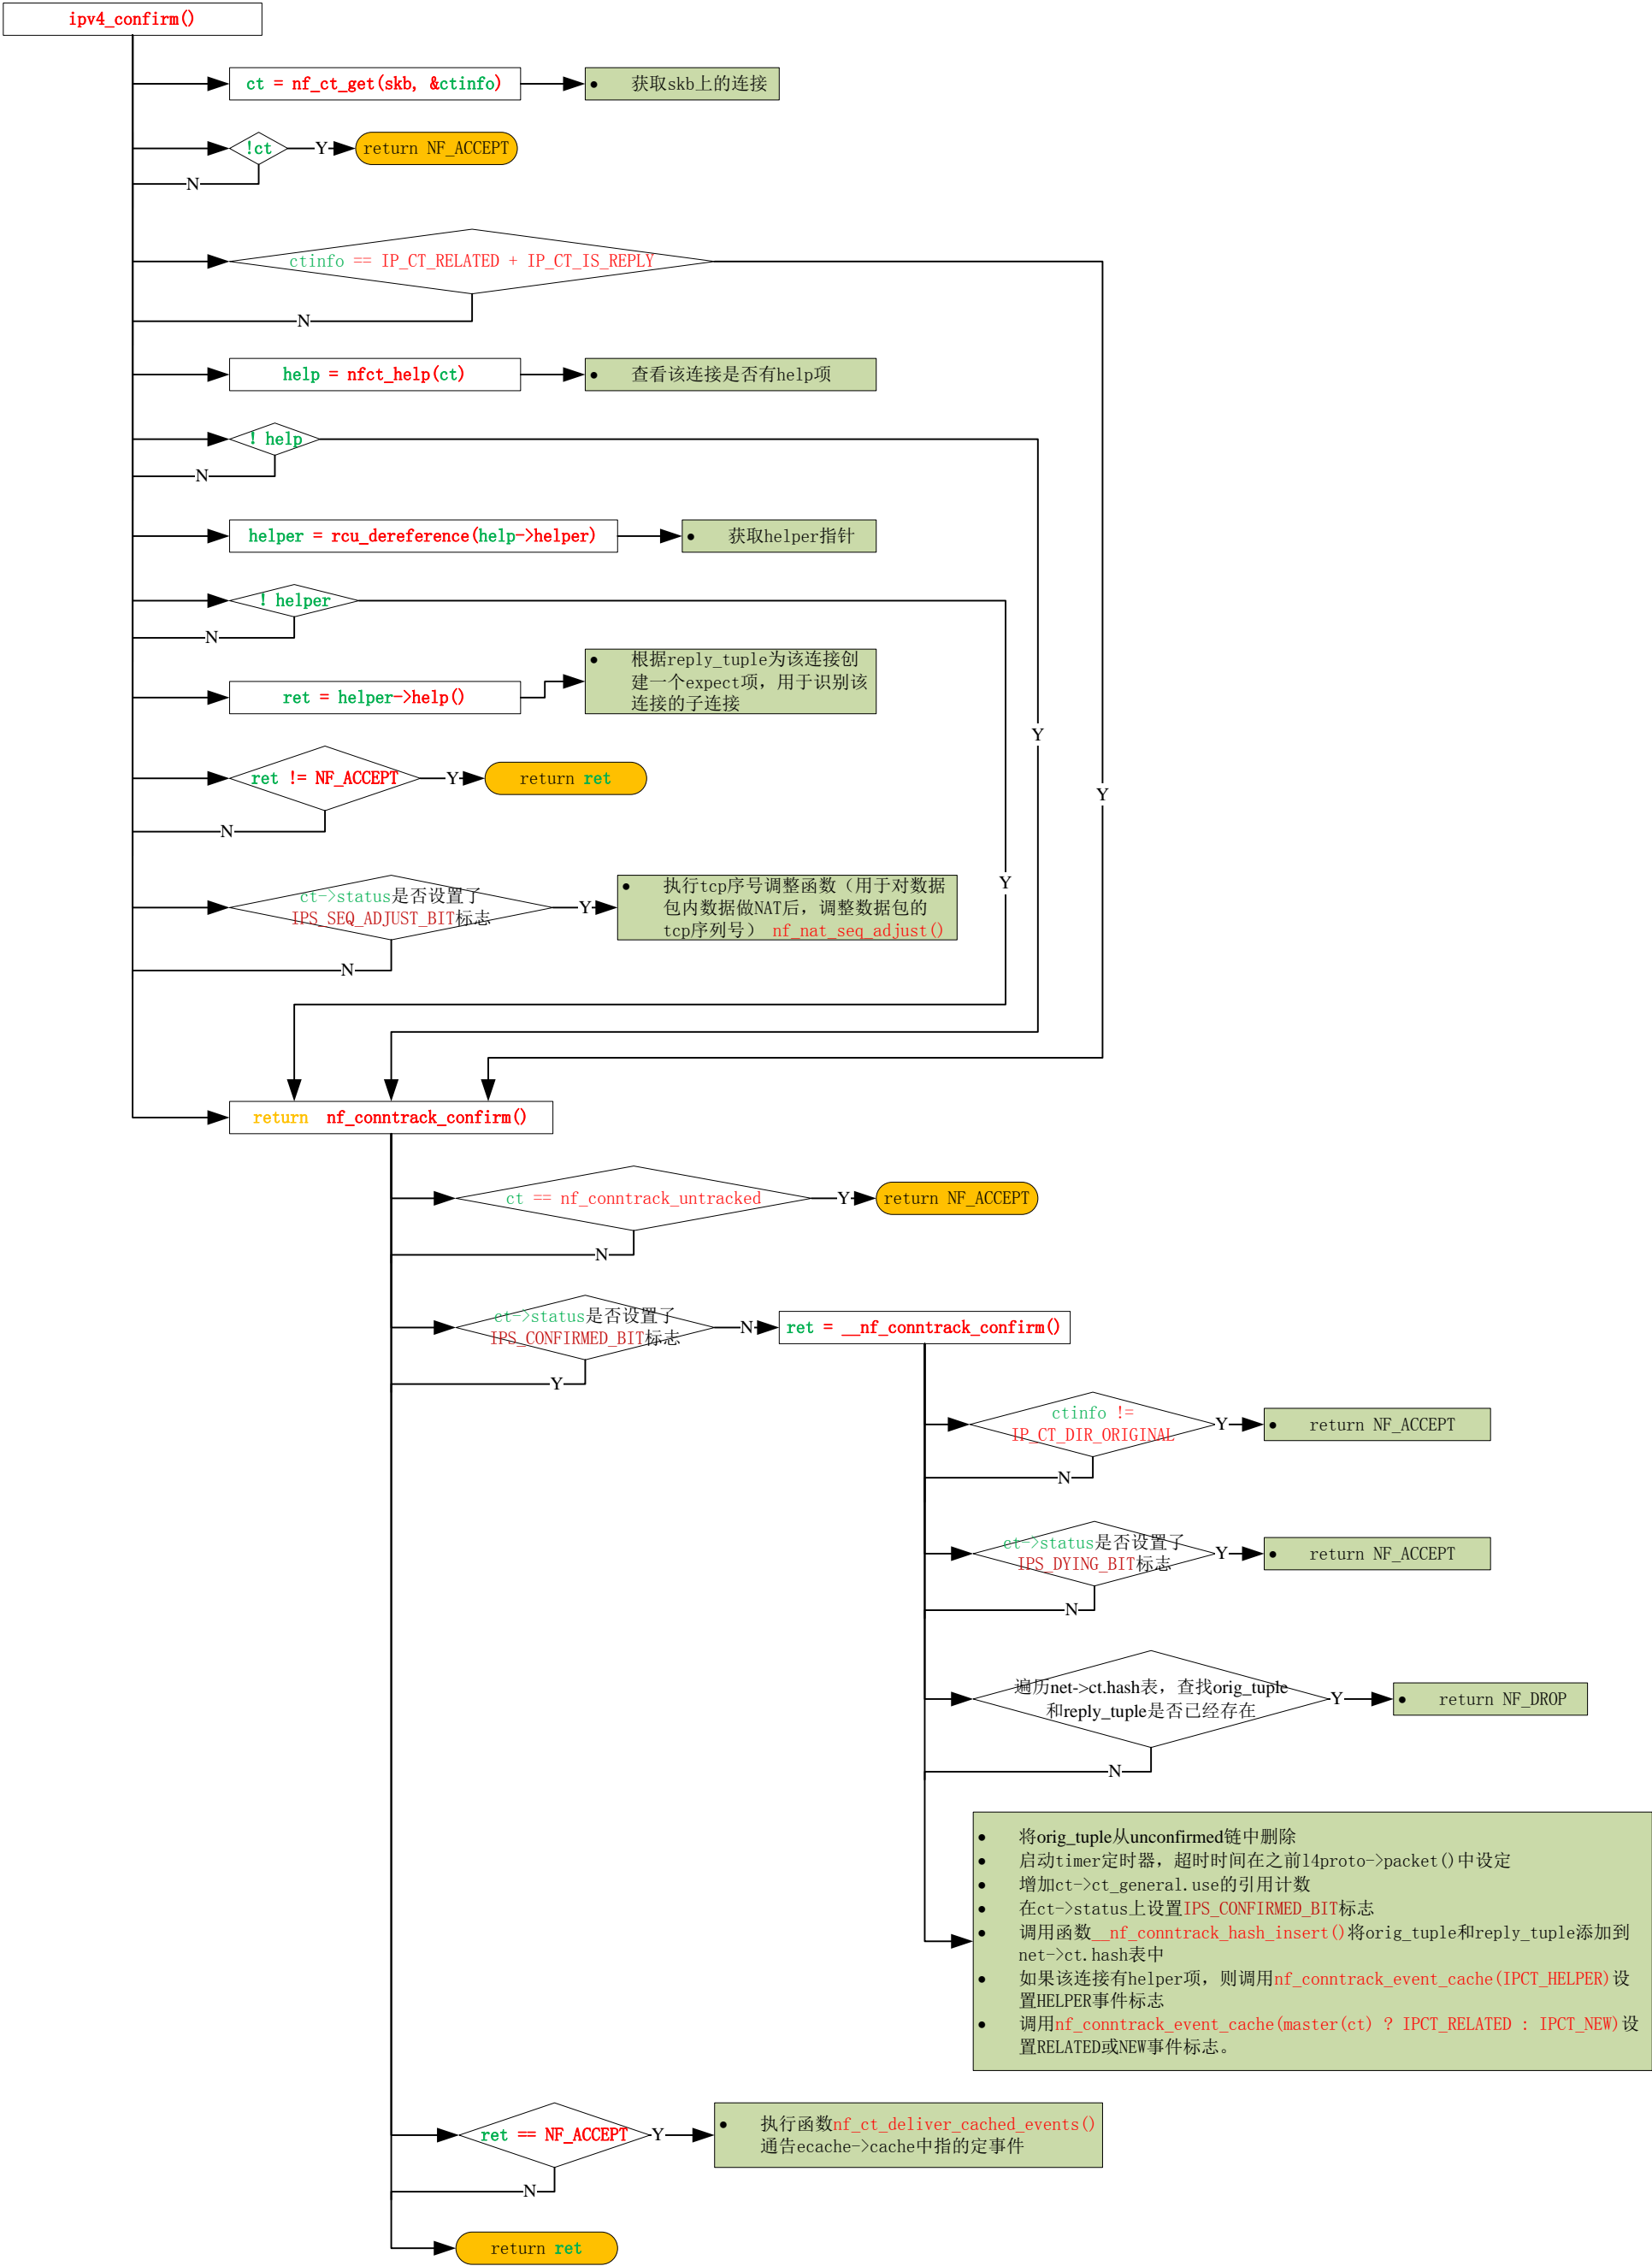 ipv4_confirm()
ct = nf_ct_get(skb, &ctinfo)
● 获取skb上的连接
!ct
Y
return NF_ACCEPT
N
ctinfo == IP_CT_RELATED + IP_CT_IS_REPLY
N
help = nfct_help(ct)
● 查看该连接是否有help项
! help
N
helper = rcu_dereference(help->helper)
● 获取helper指针
! helper
N
● 根据reply_tuple为该连接创
建一个expect项，用于识别该
连接的子连接
ret = helper->help()
Y
ret != NF_ACCEPT
Y
return ret
Y
N
Y
ct->status是否设置了
IPS_SEQ_ADJUST_BIT标志
Y
● 执行tcp序号调整函数（用于对数据
包内数据做NAT后，调整数据包的
tcp序列号） nf_nat_seq_adjust()
N
return nf_conntrack_confirm()
ct == nf_conntrack_untracked
Y
return NF_ACCEPT
N
ct->status是否设置了
IPS_CONFIRMED_BIT标志
N
ret = __nf_conntrack_confirm()
Y
ctinfo !=
IP_CT_DIR_ORIGINAL
Y
● return NF_ACCEPT
N
ct->status是否设置了
IPS_DYING_BIT标志
Y
● return NF_ACCEPT
N
遍历net->ct.hash表，查找orig_tuple
和reply_tuple是否已经存在
Y
● return NF_DROP
N
● 将orig_tuple从unconfirmed链中删除
● 启动timer定时器，超时时间在之前l4proto->packet()中设定
● 增加ct->ct_general.use的引用计数
● 在ct->status上设置IPS_CONFIRMED_BIT标志
● 调用函数__nf_conntrack_hash_insert()将orig_tuple和reply_tuple添加到
net->ct.hash表中
● 如果该连接有helper项，则调用nf_conntrack_event_cache(IPCT_HELPER)设
置HELPER事件标志
● 调用nf_conntrack_event_cache(master(ct) ? IPCT_RELATED : IPCT_NEW)设
置RELATED或NEW事件标志。
ret == NF_ACCEPT
Y
● 执行函数nf_ct_deliver_cached_events()
通告ecache->cache中指的定事件
N
return ret